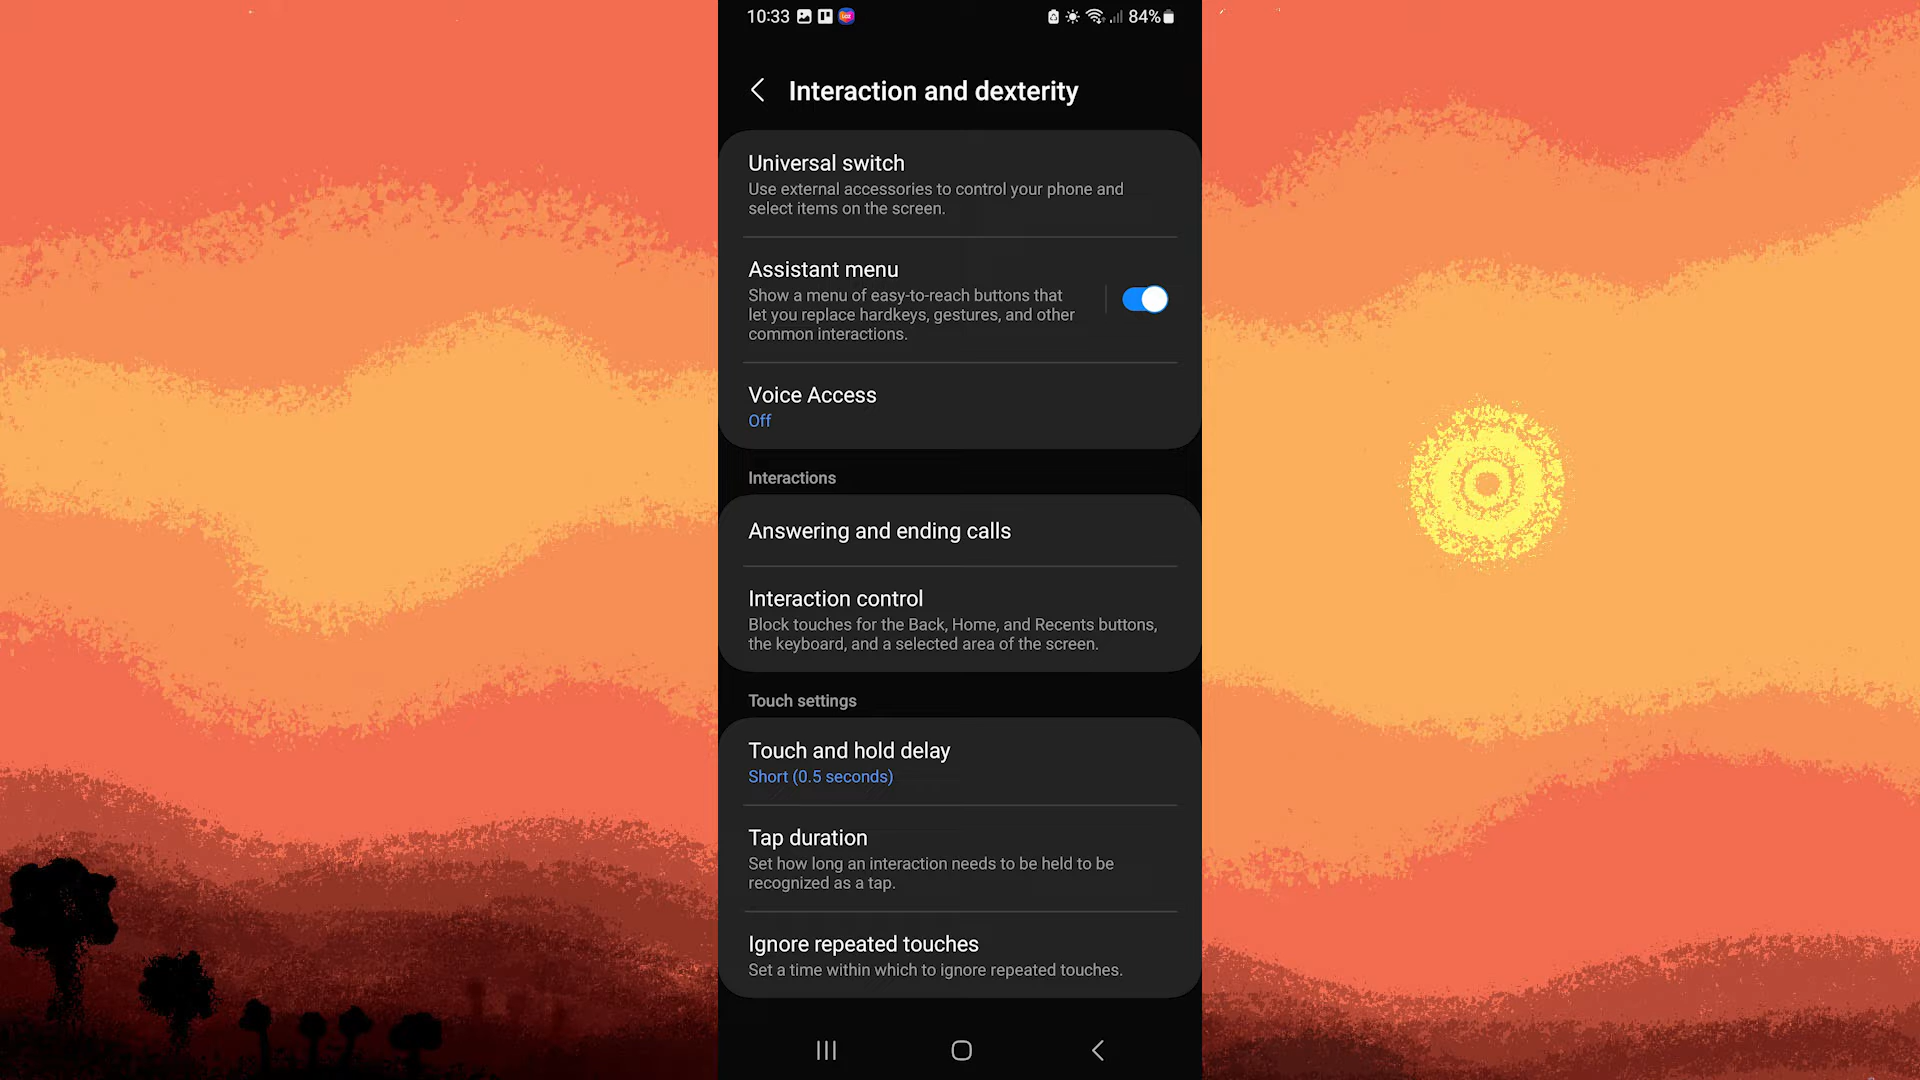 10:33
84%
Interaction and dexterity
Universal switch
Use external accessories to control your phone and
select items on the screen.
Assistant menu
Show a menu of easy-to-reach buttons that
let you replace hardkeys, gestures, and other
common interactions.
Voice Access
Off
Interactions
Answering and ending calls
Interaction control
Block touches for the Back, Home, and Recents buttons,
the keyboard, and a selected area of the screen.
Touch settings
Touch and hold delay
Short (0.5 seconds)
Tap duration
Set how long an interaction needs to be held to be
recognized as a tap.
Ignore repeated touches
Set a time within which to ignore repeated touches.